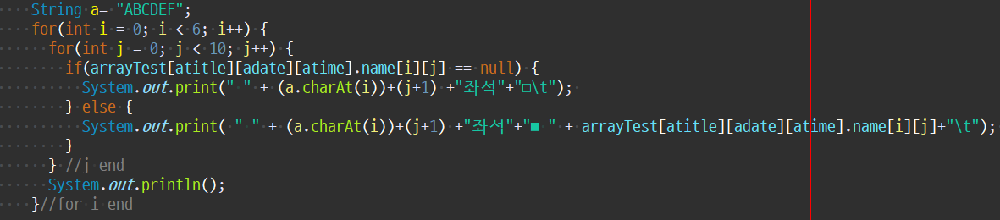 String a= "ABCDEF";
for(int i = 0; i < 6; i++) {
for(int j = 0; j < 10; j++) {
if(arrayTest[atitle][adate][atime].name[i][j] == null) {
System.out.print(" " + (a.charAt(i))+(j+1) +"좌석"+"□\t");
} else {
System.out.print( " " + (a.charAt(i))+(j+1) +"좌석"+"■ " + arrayTest[atitle][adate][atime].name[i][j]+"\t");
}
} //j end
System.out.println();
}//for i end